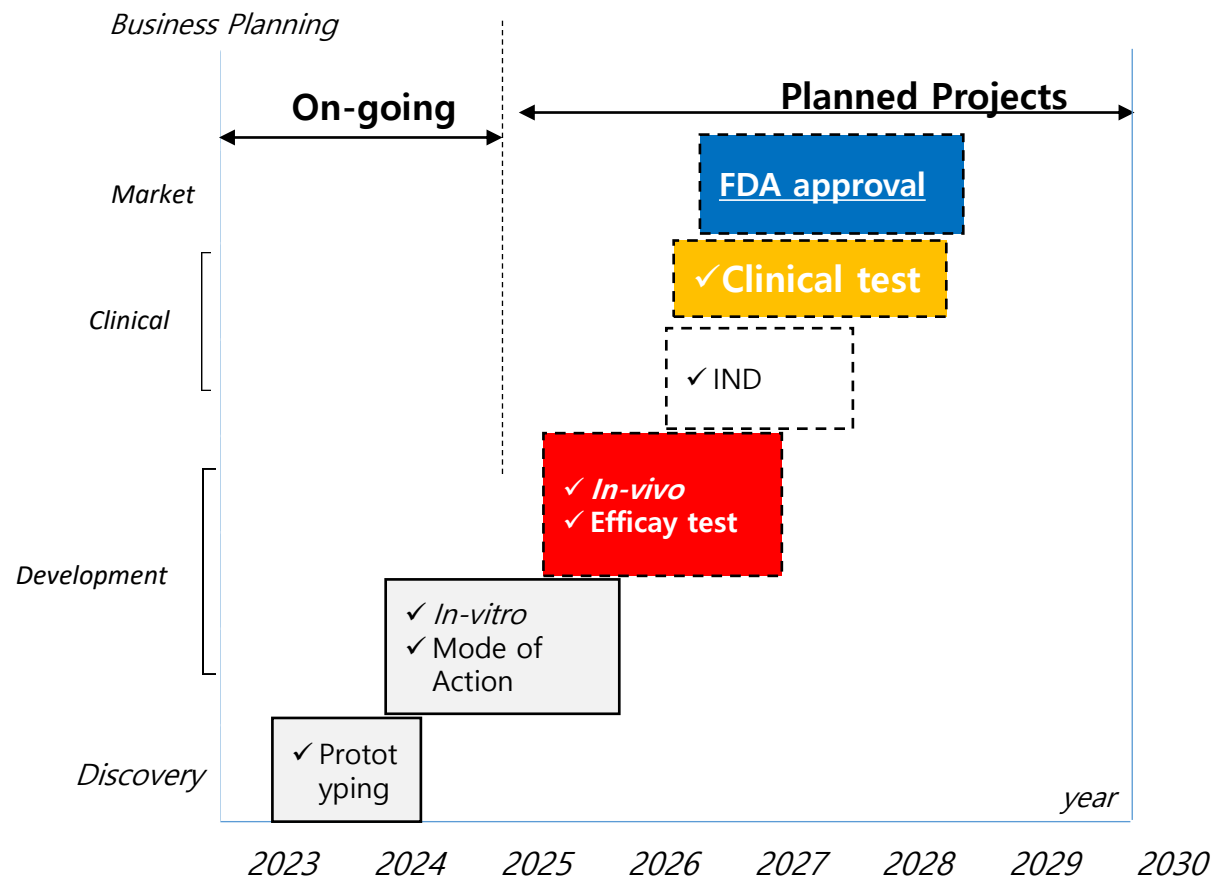 Business Planning
On-going
Planned Projects
Market
FDA approval
✓Clinical test
Clinical
✓ IND
✓ In-vivo
✓ Efficay test
Development
✓ In-vitro
✓ Mode of
Action
✓ Protot
yping
Discovery
year
2023 2024 2025 2026 2027 2028 2029 2030